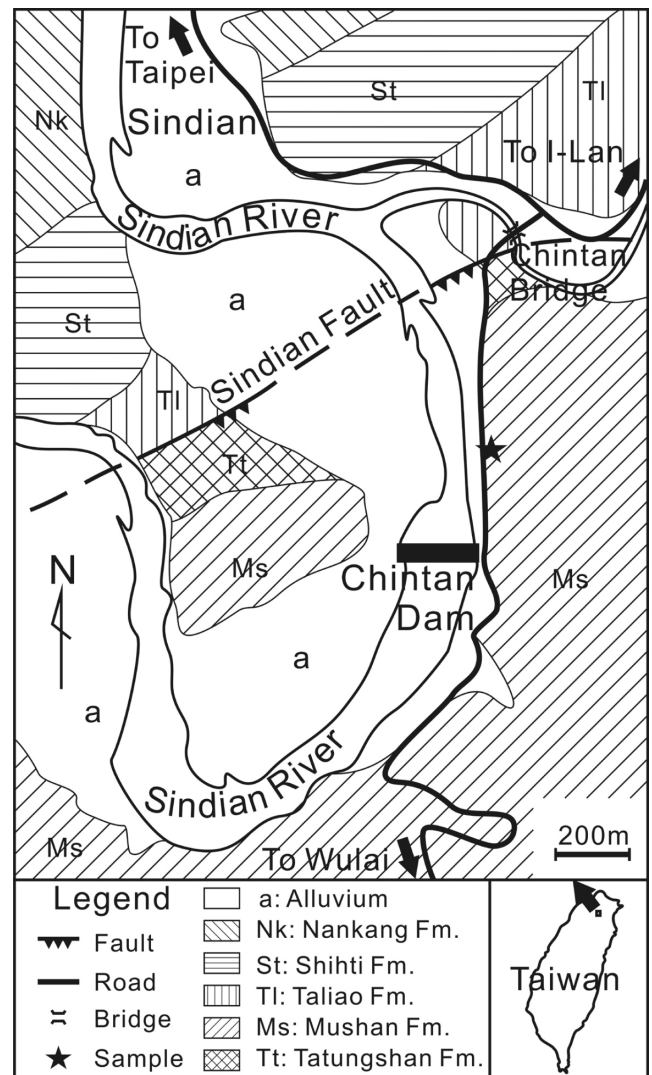 To
Taipei
St
Tl
Nk
Sindian
To I-Lan
a
Sindian River
Chintan
Bridge
a
St
Sindian Fault
Tl
Tt
N
Ms
Chintan
Dam
Ms
a
a
Sindian River
200m
Ms
To Wulai
Legend
Fault
Road
Bridge
Sample
a: Alluvium
Nk: Nankang Fm.
St: Shihti Fm.
Tl: Taliao Fm.
Ms: Mushan Fm.
Tt: Tatungshan Fm.
Taiwan